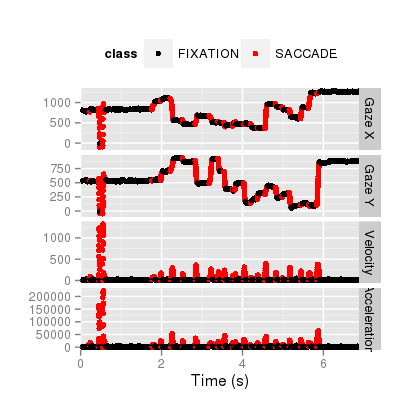 class FIXATION SACCADE
1000
500
0
Gaze X
750
500
250
0
Gaze Y
1000
500
0
Velocity
200000
150000
100000
50000
0
Acceleration
0 2 4 6
Time (s)